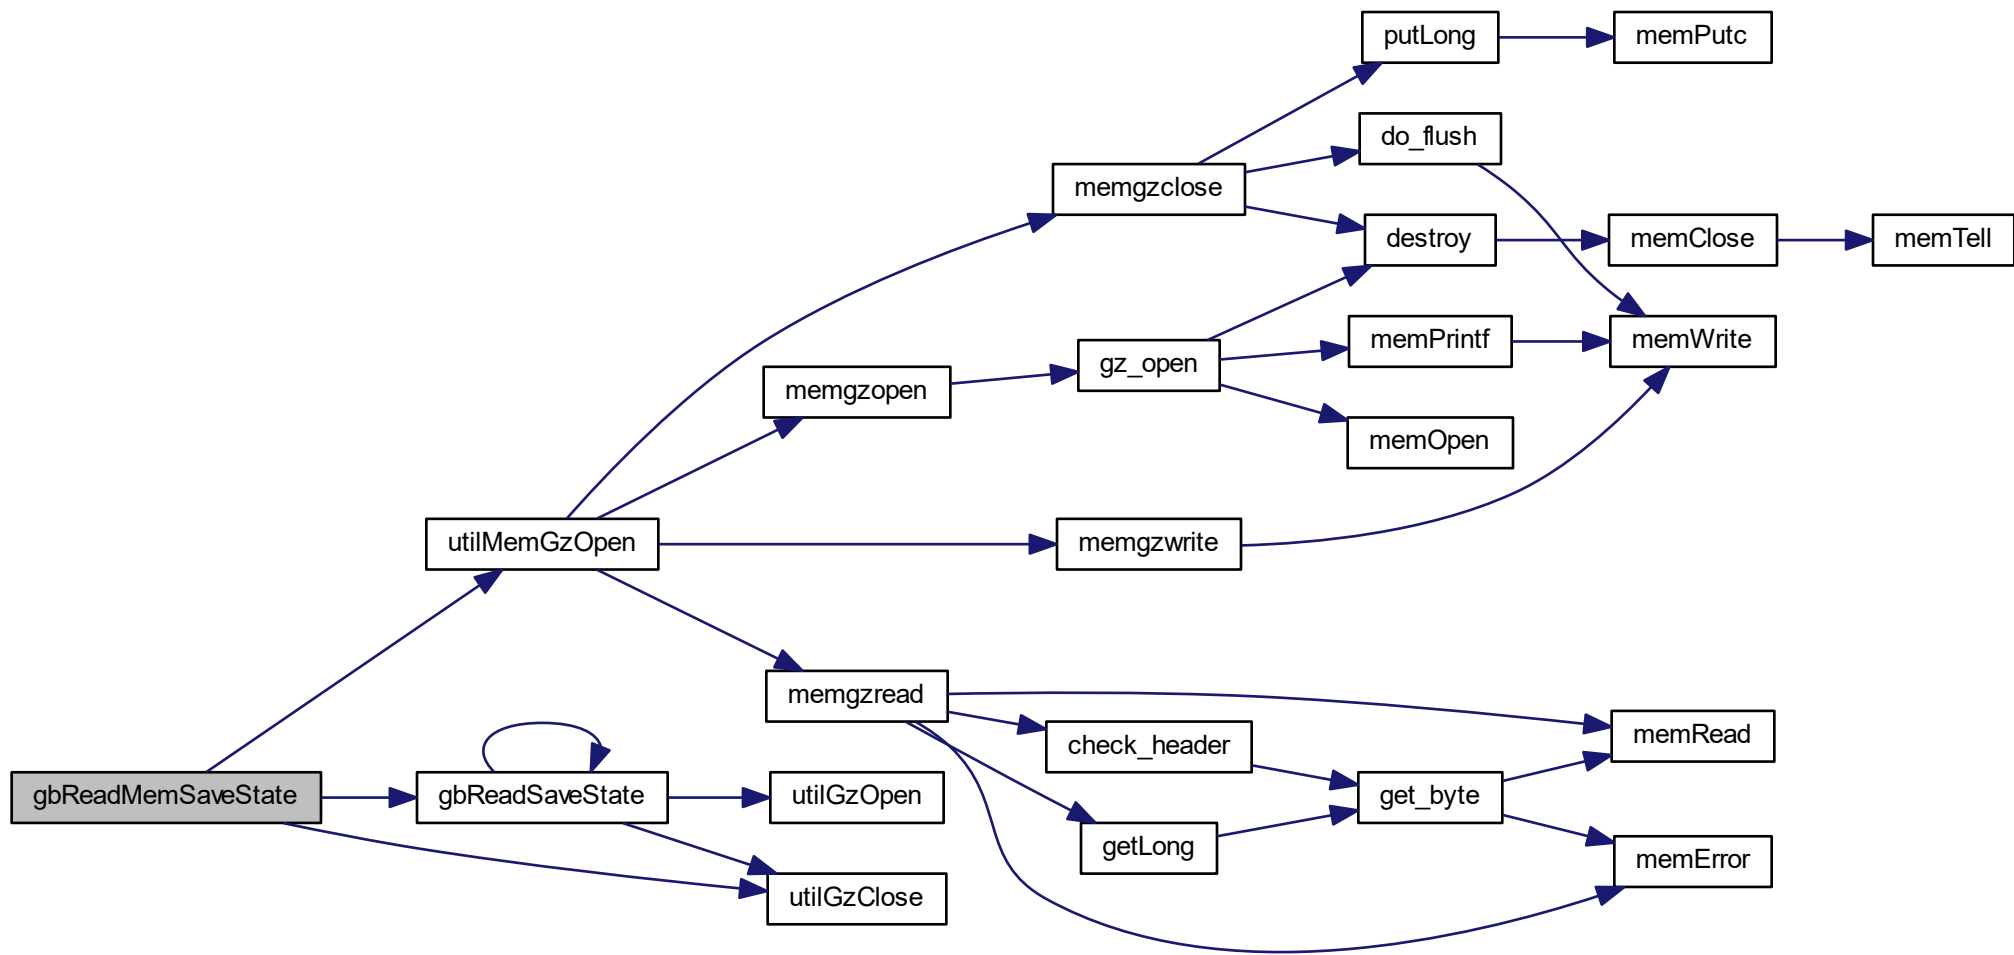 putLong
memPutc
do_flush
memgzclose
destroy
memClose
memTell
memPrintf
memWrite
gz_open
memgzopen
memOpen
utilMemGzOpen
memgzwrite
memgzread
memRead
check_header
gbReadMemSaveState
gbReadSaveState
utilGzOpen
get_byte
getLong
memError
utilGzClose